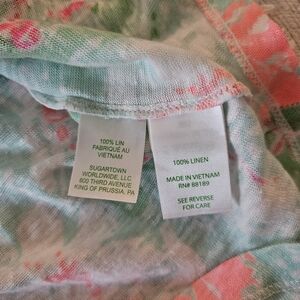 100% LIN
FABRIQUÉ AU
VIETNAM
SUGARTOWN
WORLDWIDE, LLC
800 THIRD AVENUE
KING OF PRUSSIA, PA
100% LINEN
MADE IN VIETNAM
RN# 88189
SEE REVERSE
FOR CARE